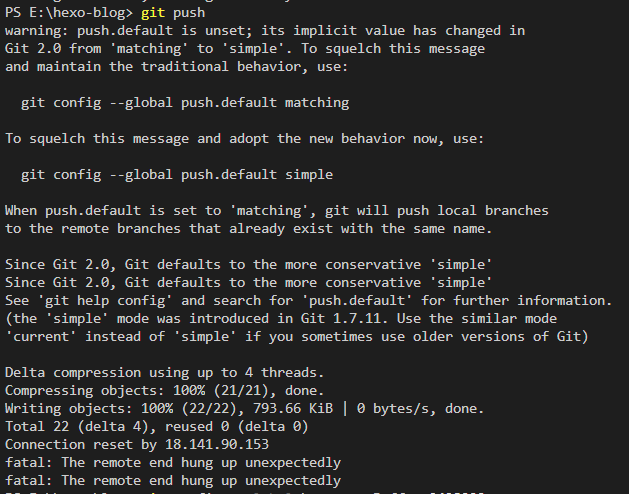 PS E:\hexo-blog> git push
warning: push.default is unset; its implicit value has changed in
Git 2.0 from 'matching' to 'simple'. To squelch this message
and maintain the traditional behavior, use:
git config --global push.default matching
To squelch this message and adopt the new behavior now, use:
git config --global push.default simple
When push.default is set to 'matching', git will push local branches
to the remote branches that already exist with the same name.
Since Git 2.0, Git defaults to the more conservative 'simple'
Since Git 2.0, Git defaults to the more conservative 'simple'
See 'git help config' and search for 'push.default' for further information.
(the 'simple' mode was introduced in Git 1.7.11. Use the similar mode
'current' instead of 'simple' if you sometimes use older versions of Git)
Delta compression using up to 4 threads.
Compressing objects: 100% (21/21), done.
Writing objects: 100% (22/22), 793.66 KiB | 0 bytes/s, done.
Total 22 (delta 4), reused 0 (delta 0)
Connection reset by 18.141.90.153
fatal: The remote end hung up unexpectedly
fatal: The remote end hung up unexpectedly